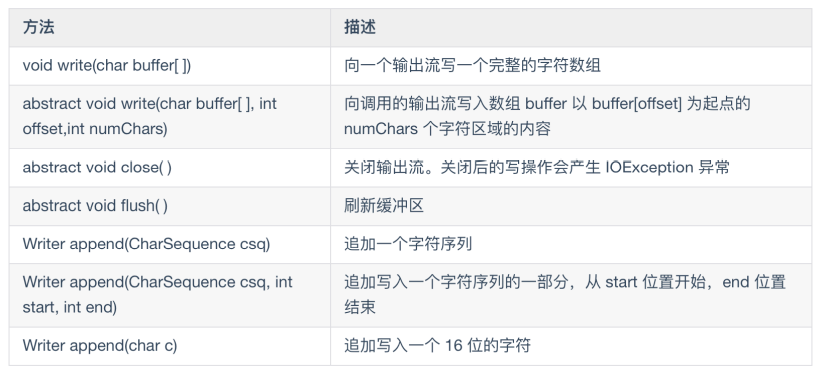 方法 描述
void write(char buffer[ ]) 向一个输出流写一个完整的字符数组
abstract void write(char buffer[ ], int 向调用的输出流写入数组 buffer 以 buffer[offset] 为起点的
offset,int numChars) numChars 个字符区域的内容
abstract void close( ) 关闭输出流。关闭后的写操作会产生 IOException 异常
abstract void flush( ) 刷新缓冲区
Writer append(CharSequence csq) 追加一个字符序列
Writer append(CharSequence csq, int 追加写入一个字符序列的一部分，从 start 位置开始，end 位置
start, int end) 结束
Writer append(char c) 追加写入一个 16 位的字符